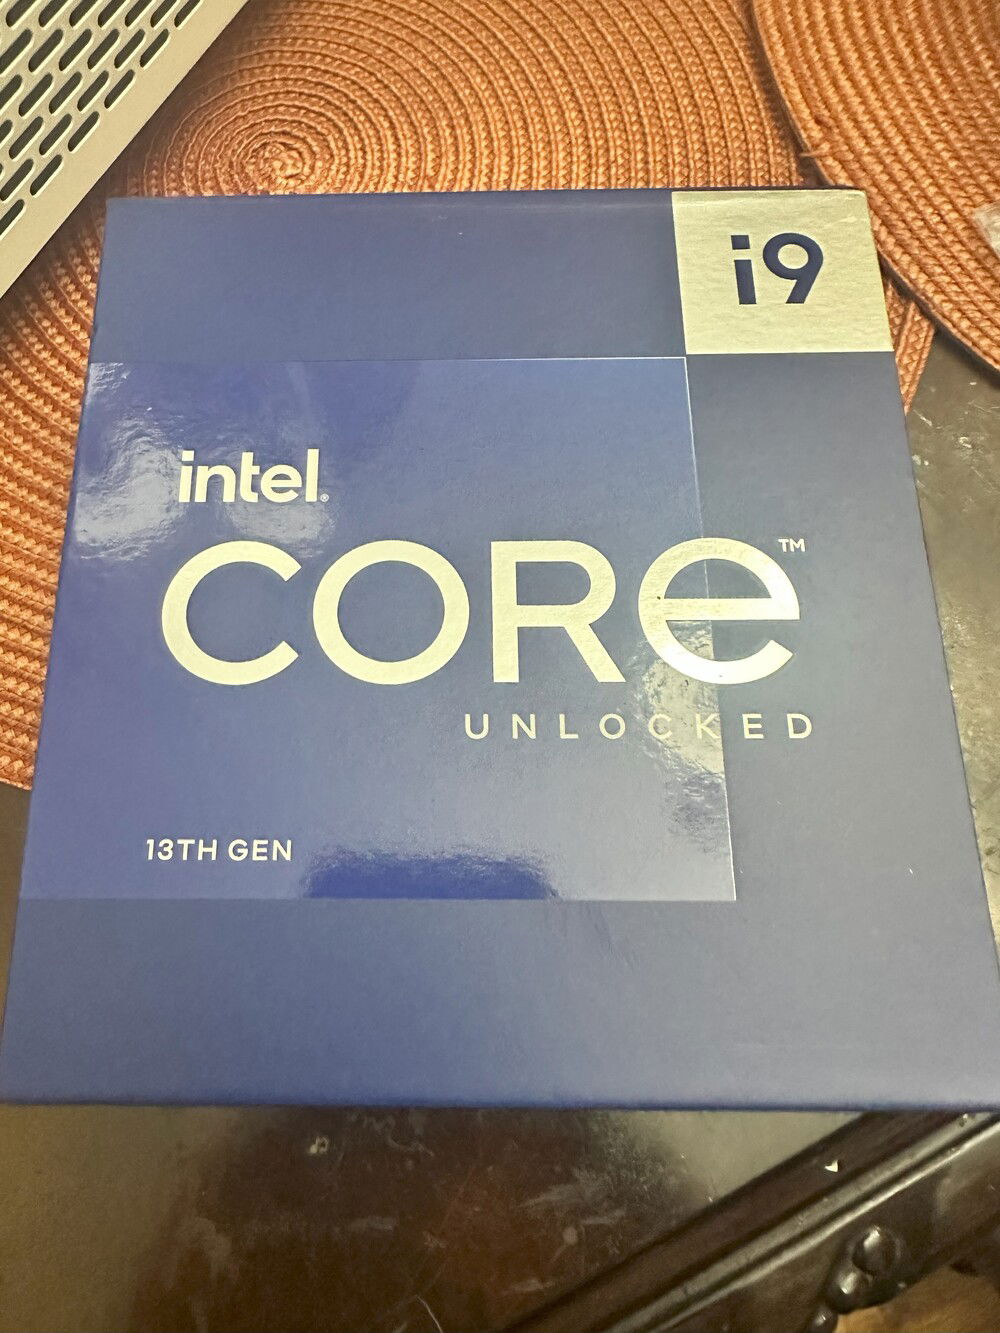 i9
intel®
CORe™
UNLOCKED
13TH GEN